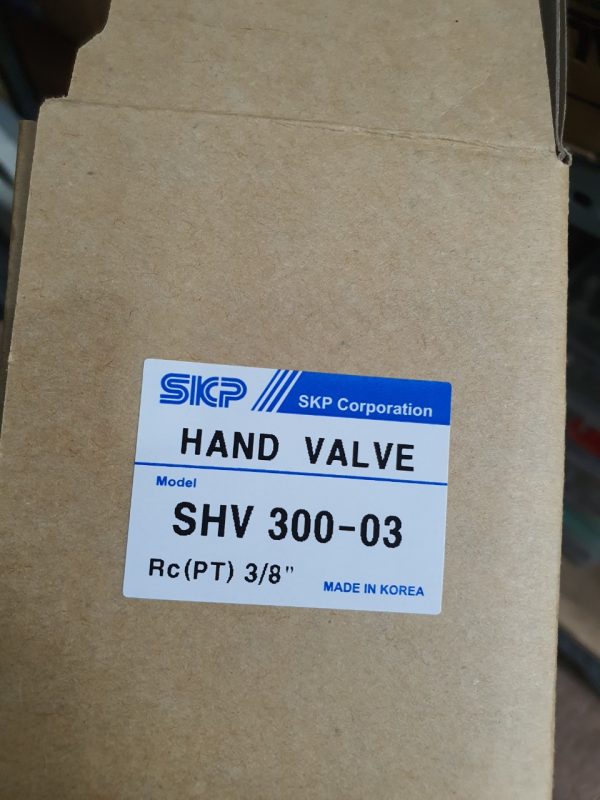 SKP
SKP Corporation
HAND VALVE
Model
SHV 300-03
Rc(PT) 3/8"
MADE IN KOREA